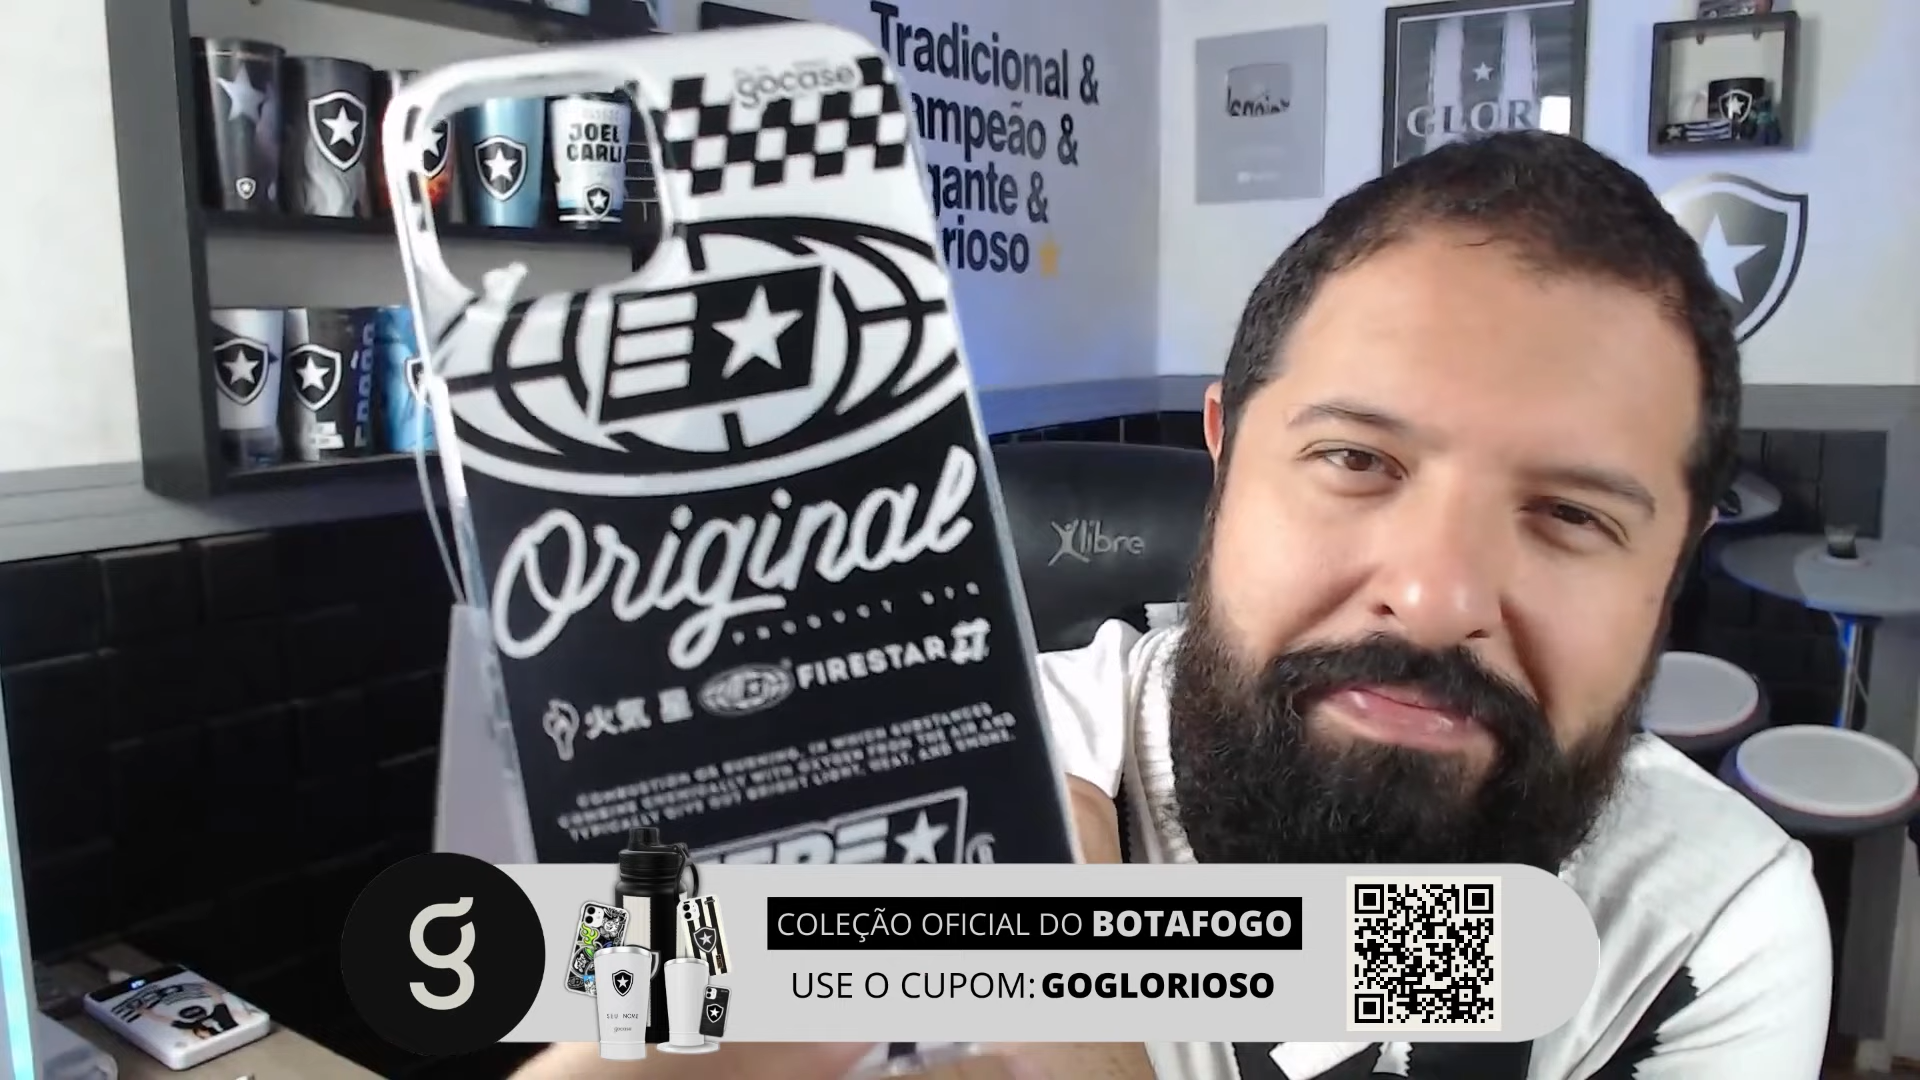 gocase
Original
火気 星
FIRESTAR
COMBUSTION OR BURNING, IN WHICH SUBSTANCES
COMBINE CHEMICALLY WITH OXYGEN FROM THE AIR AND
TYPICALLY GIVE OUT BRIGHT LIGHT, HEAT, AND SMOKE.
JOEL
CARLI
Tradicional &
ampeão &
gante &
rioso
GLOR
Xlibre
COLEÇÃO OFICIAL DO BOTAFOGO
USE O CUPOM: GOGLORIOSO
SEU NOME
gocase
g